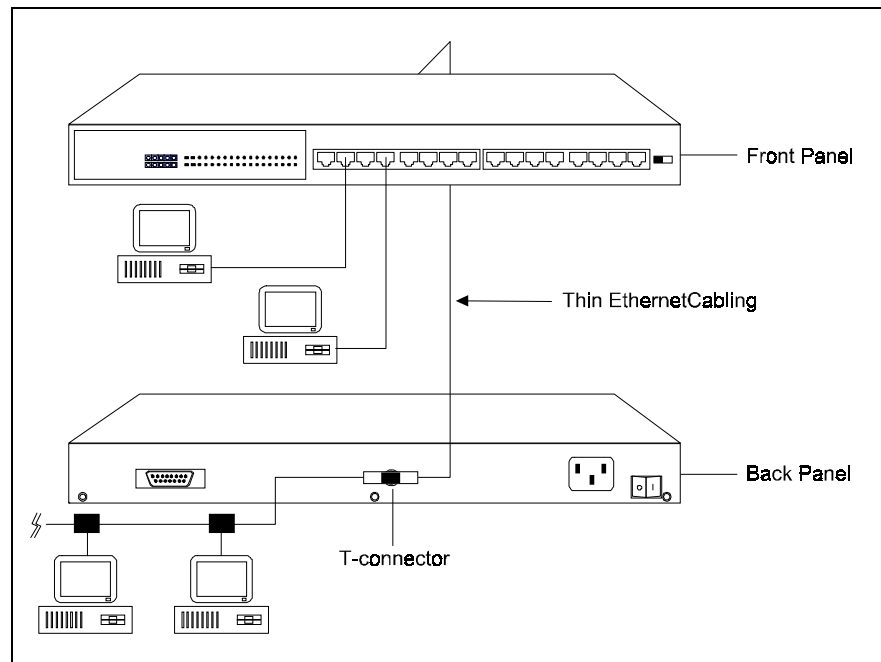 Front Panel
Thin EthernetCabling
Back Panel
T-connector